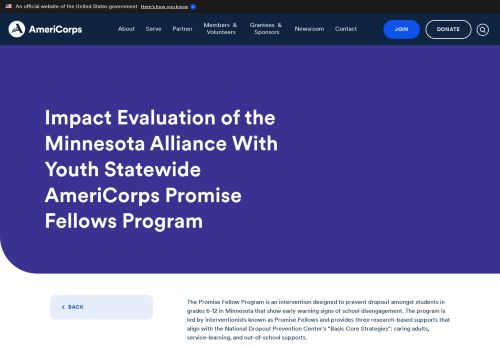 An official website of the United States government Here's how you know
AmeriCorps
About Serve Partner Members & Volunteers Grantees & Sponsors Newsroom Contact JOIN DONATE
Impact Evaluation of the
Minnesota Alliance With
Youth Statewide
AmeriCorps Promise
Fellows Program
BACK
The Promise Fellow Program is an intervention designed to prevent dropout amongst students in
grades 6-12 in Minnesota that show early warning signs of school disengagement. The program is
led by interventionists known as Promise Fellows and provides three research-based supports that
align with the National Dropout Prevention Center's "Basic Core Strategies": caring adults,
service-learning, and out-of-school supports.